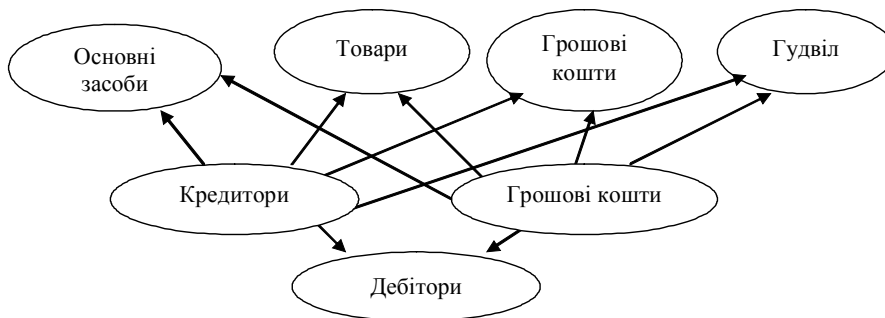 Основні
засоби
Товари
Грошові
кошти
Гудвіл
Кредитори
Грошові кошти
Дебітори